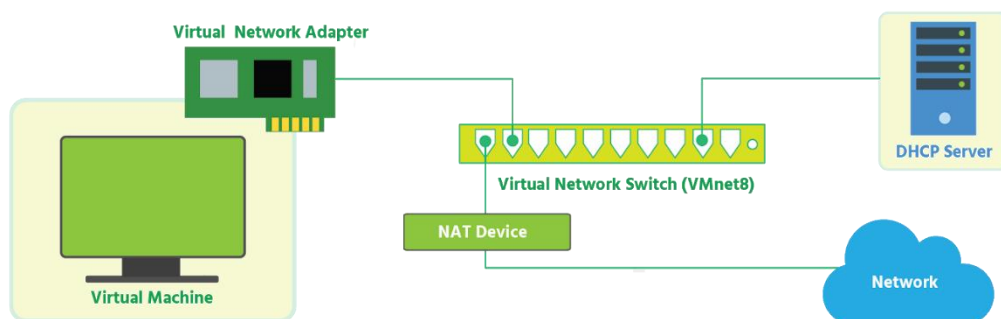 Virtual Network Adapter
DHCP Server
Virtual Network Switch (VMnet8)
NAT Device
Network
Virtual Machine